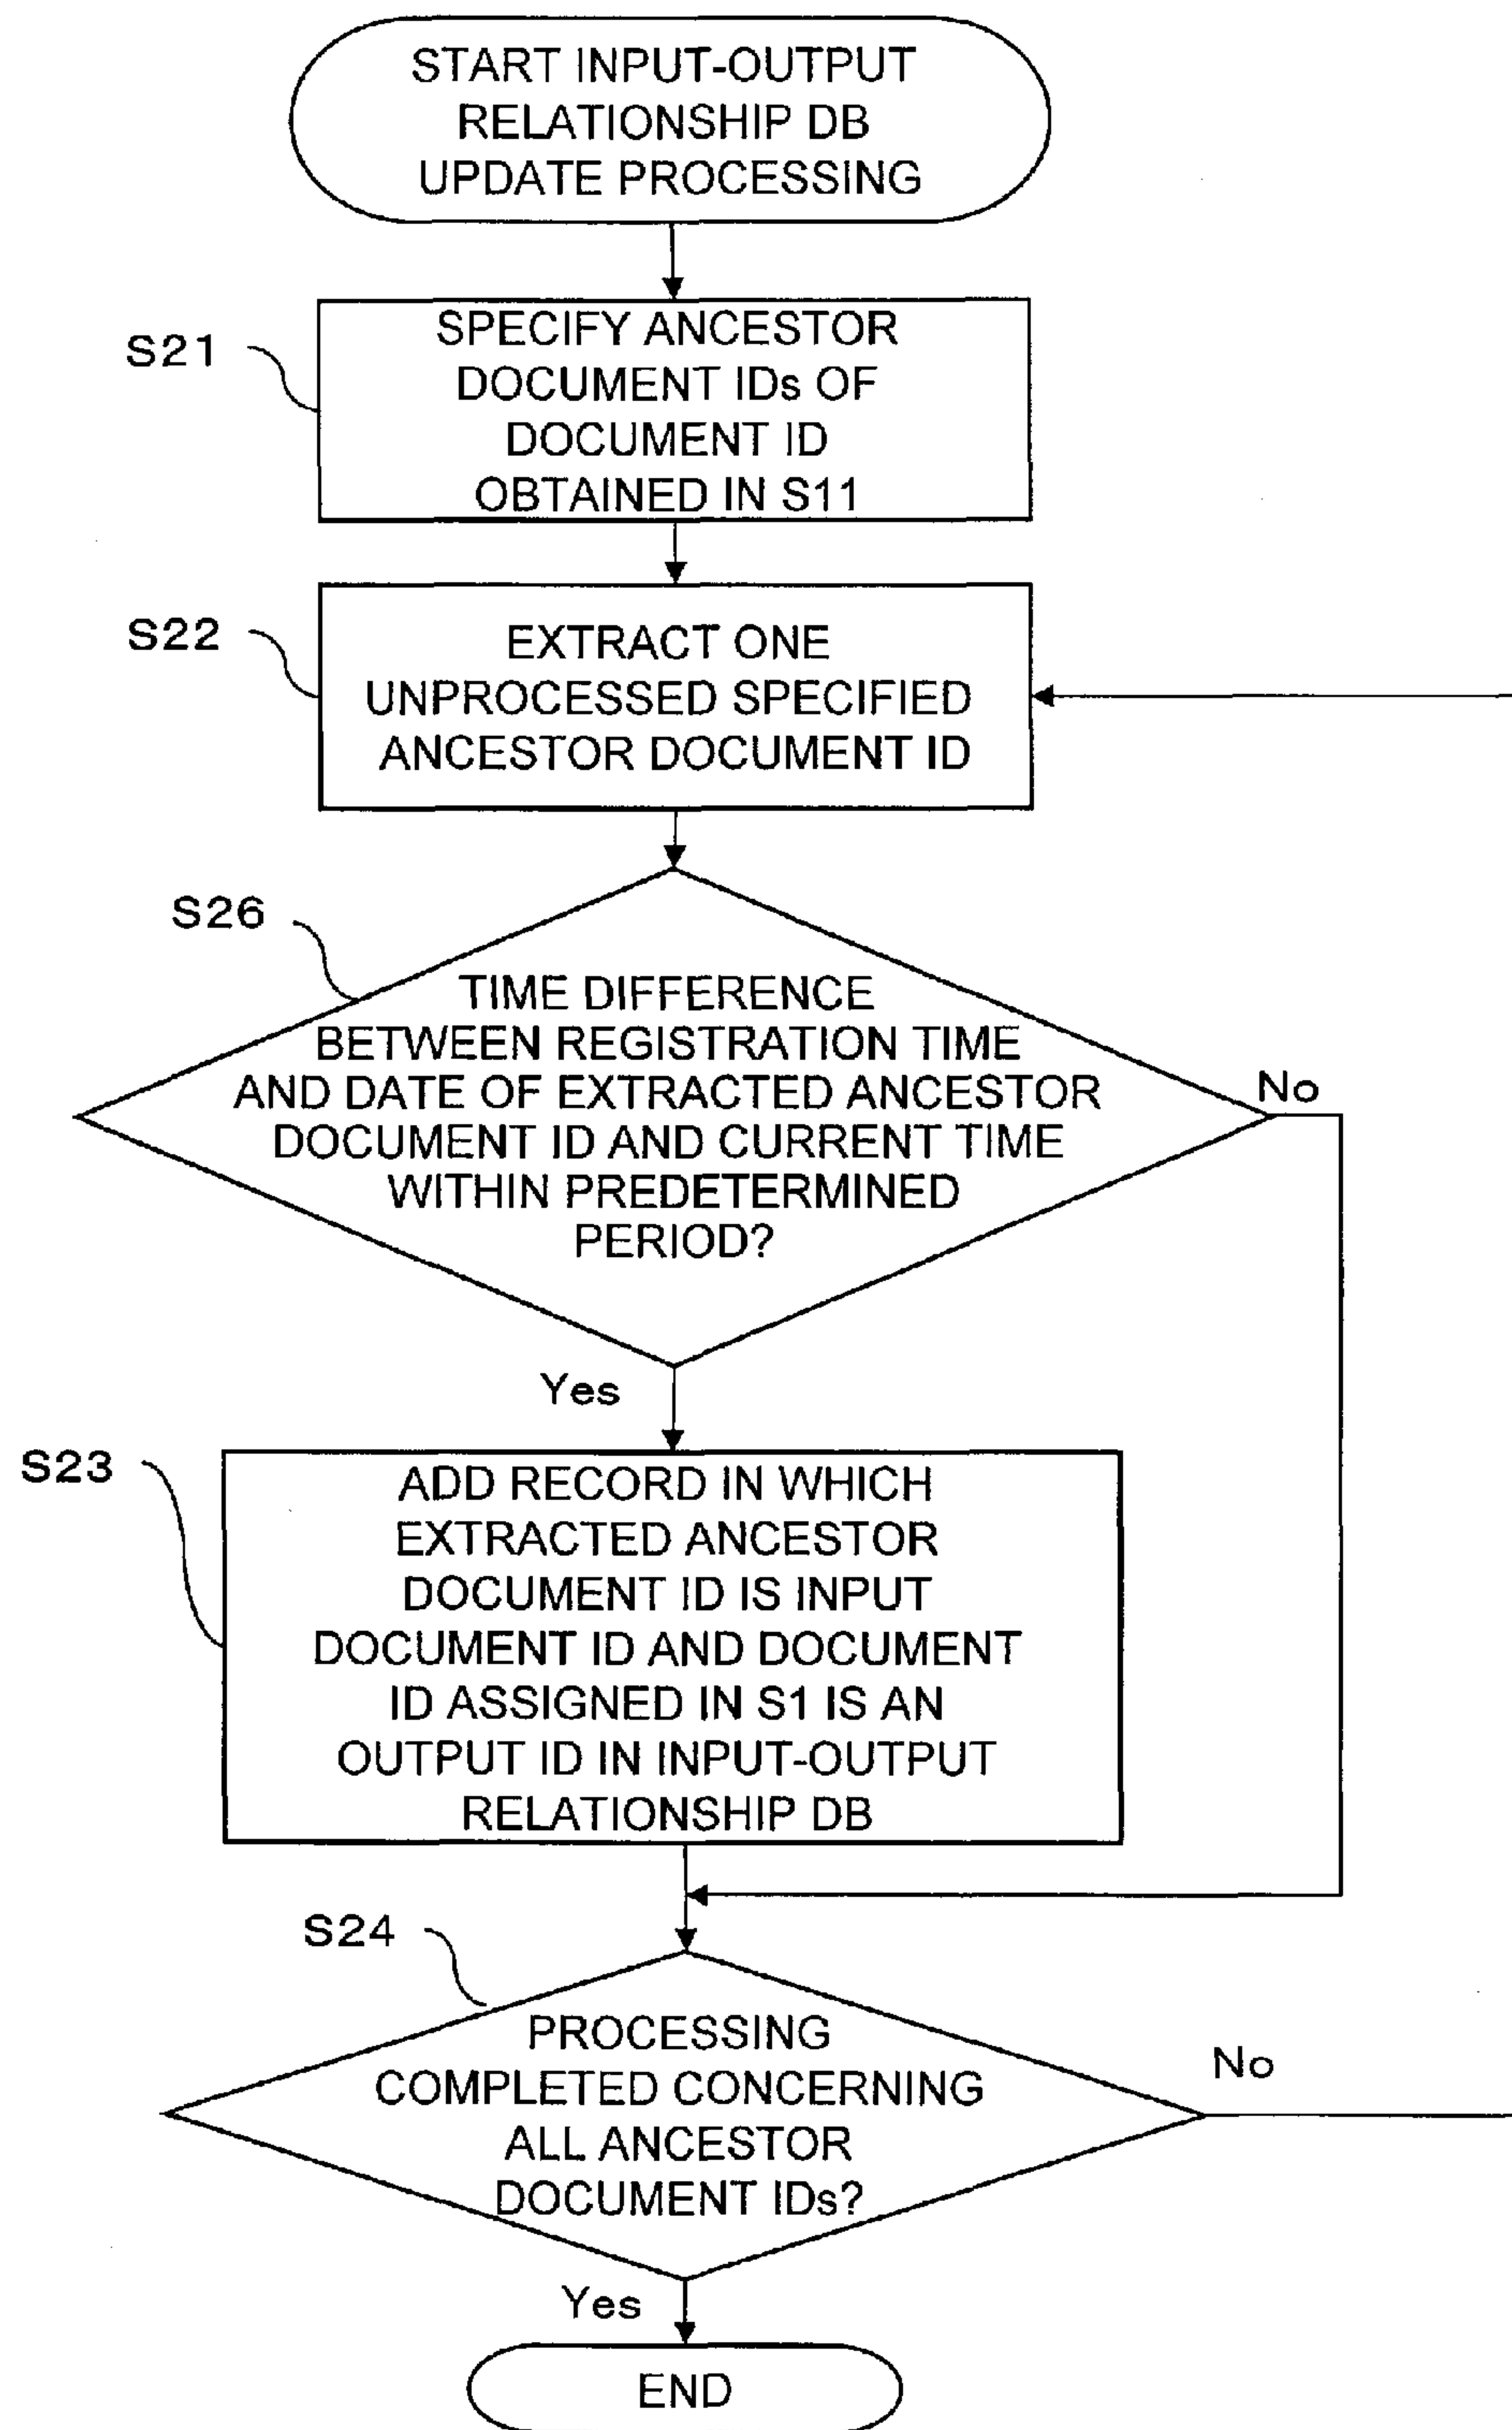 START INPUT-OUTPUT
RELATIONSHIP DB
UPDATE PROCESSING
S21
SPECIFY ANCESTOR
DOCUMENT IDs OF
DOCUMENT ID
OBTAINED IN S11
S22
EXTRACT ONE
UNPROCESSED SPECIFIED
ANCESTOR DOCUMENT ID
S26
TIME DIFFERENCE
BETWEEN REGISTRATION TIME
AND DATE OF EXTRACTED ANCESTOR
DOCUMENT ID AND CURRENT TIME
WITHIN PREDETERMINED
PERIOD?
No
Yes
S23
ADD RECORD IN WHICH
EXTRACTED ANCESTOR
DOCUMENT ID IS INPUT
DOCUMENT ID AND DOCUMENT
ID ASSIGNED IN S1 IS AN
OUTPUT ID IN INPUT-OUTPUT
RELATIONSHIP DB
S24
PROCESSING
COMPLETED CONCERNING
ALL ANCESTOR
DOCUMENT IDs?
No
Yes
END